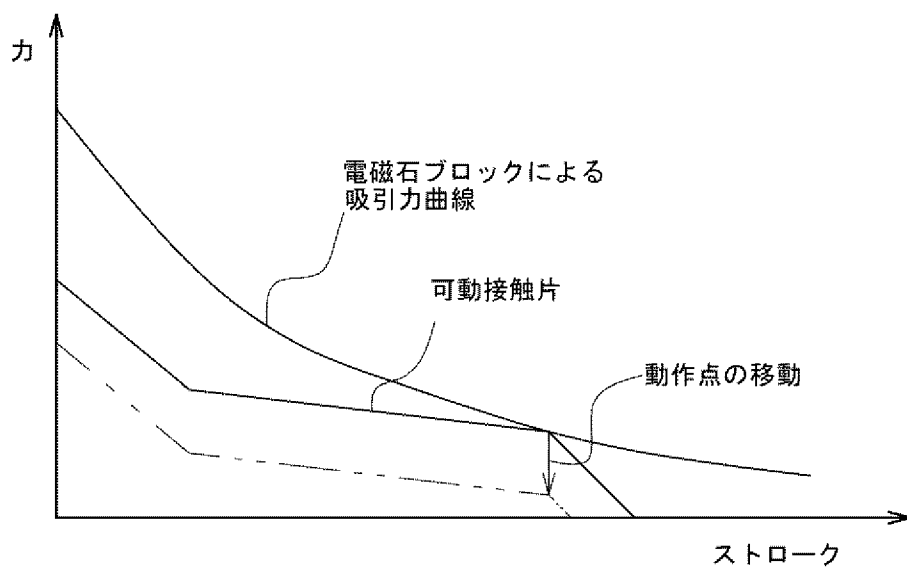 力
電磁石ブロックによる
吸引力曲線
可動接触片
動作点の移動
ストローク